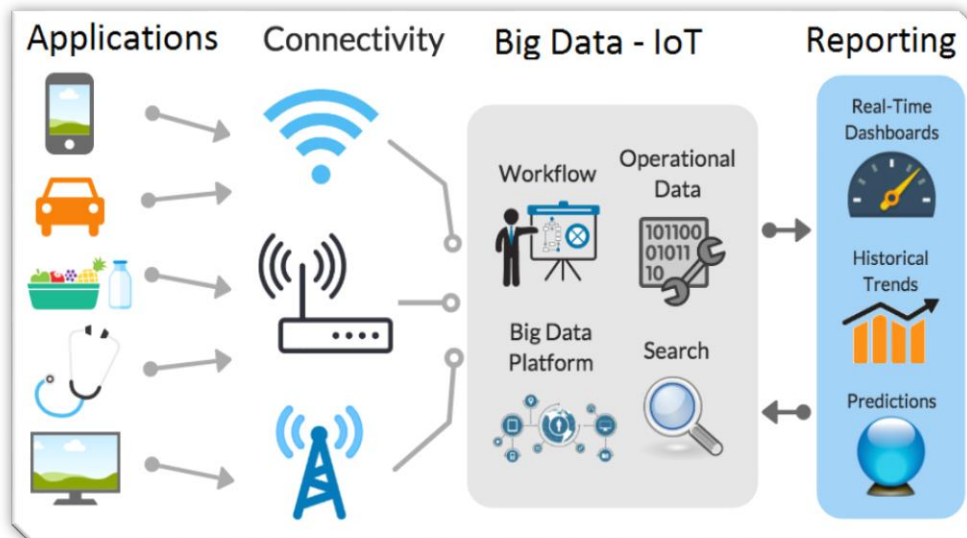 Applications
Connectivity
Big Data - IoT
Reporting
Workflow
Operational
Data
101100
01011
10
Big Data
Platform
Search
Real-Time
Dashboards
Historical
Trends
Predictions